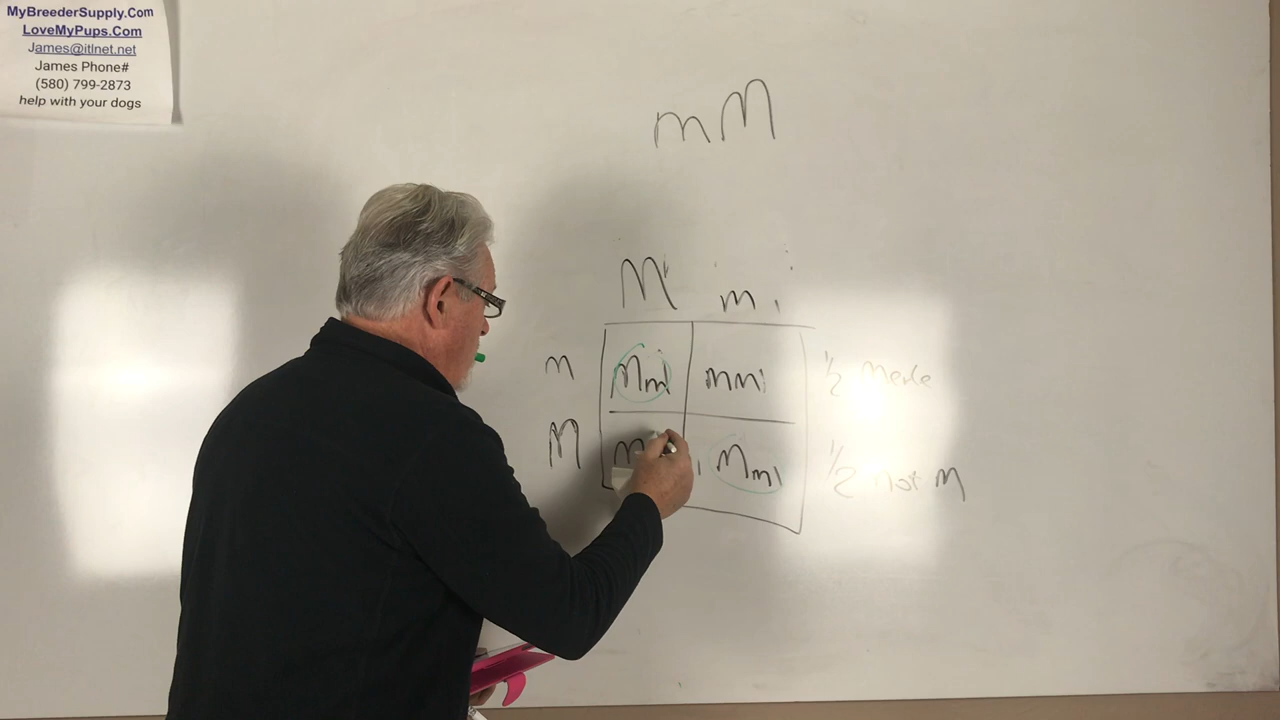 MyBreederSupply.Com
LoveMyPups.Com
James@itlnet.net
James Phone#
(580) 799-2873
help with your dogs
mM
M m
m Mm mm 1/2 Merle
M M Mm 1/2 not M